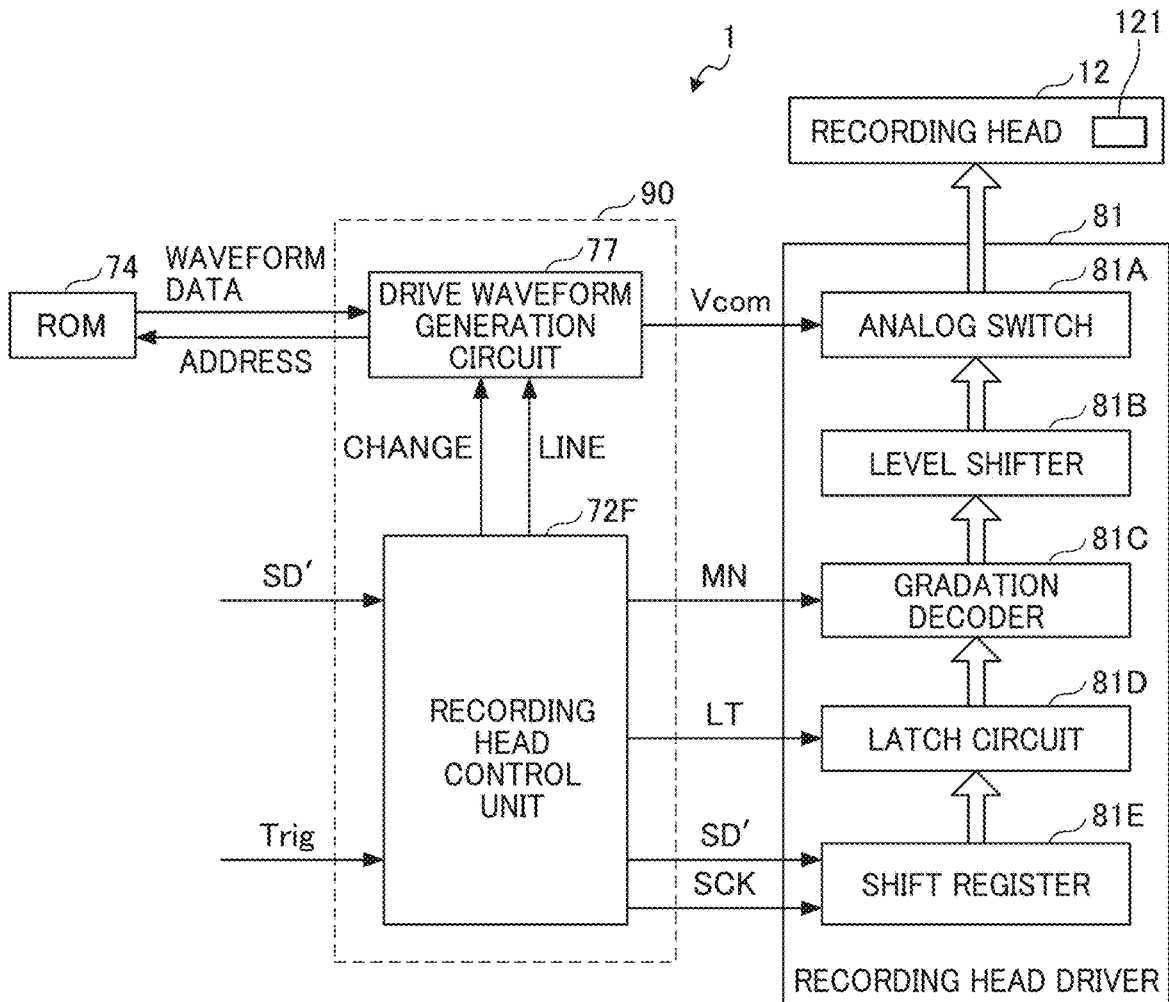 1
121
12
RECORDING HEAD
90
81
74
WAVEFORM
DATA
77
81A
ROM
DRIVE WAVEFORM
GENERATION
CIRCUIT
Vcom
ANALOG SWITCH
ADDRESS
81B
CHANGE
LINE
LEVEL SHIFTER
72F
81C
SD′
MN
GRADATION
DECODER
81D
RECORDING
HEAD
CONTROL
UNIT
LT
LATCH CIRCUIT
81E
Trig
SD′
SCK
SHIFT REGISTER
RECORDING HEAD DRIVER